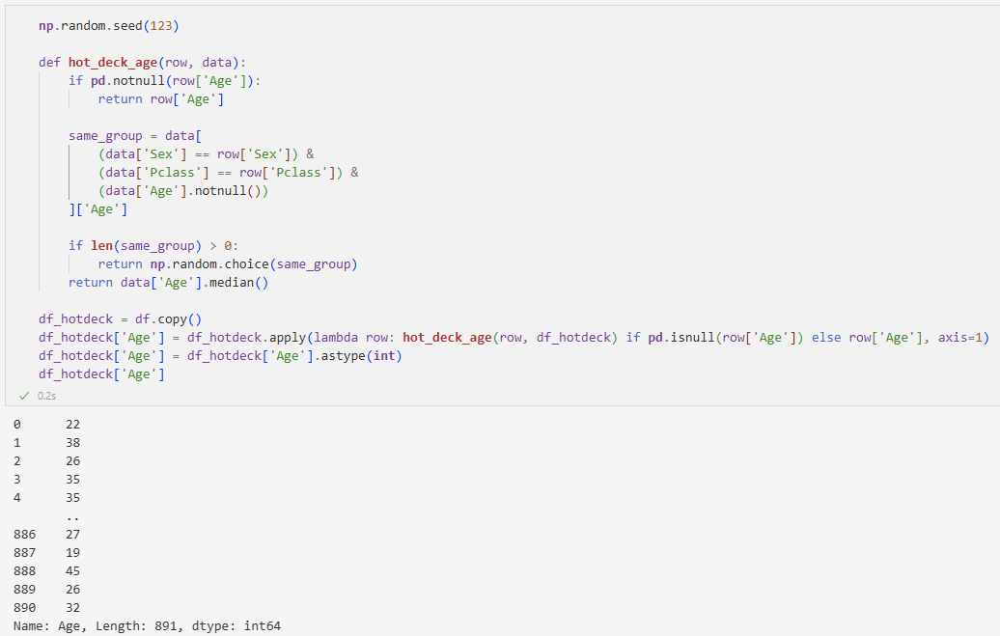 np.random.seed(123)
def hot_deck_age(row, data):
if pd.notnull(row['Age']):
return row['Age']
same_group = data[
(data['Sex'] == row['Sex']) &
(data['Pclass'] == row['Pclass']) &
(data['Age'].notnull())
]['Age']
if len(same_group) > 0:
return np.random.choice(same_group)
return data['Age'].median()
df_hotdeck = df.copy()
df_hotdeck['Age'] = df_hotdeck.apply(lambda row: hot_deck_age(row, df_hotdeck) if pd.isnull(row['Age']) else row['Age'], axis=1)
df_hotdeck['Age'] = df_hotdeck['Age'].astype(int)
df_hotdeck['Age']
✓ 0.2s
0 22
1 38
2 26
3 35
4 35
..
886 27
887 19
888 45
889 26
890 32
Name: Age, Length: 891, dtype: int64